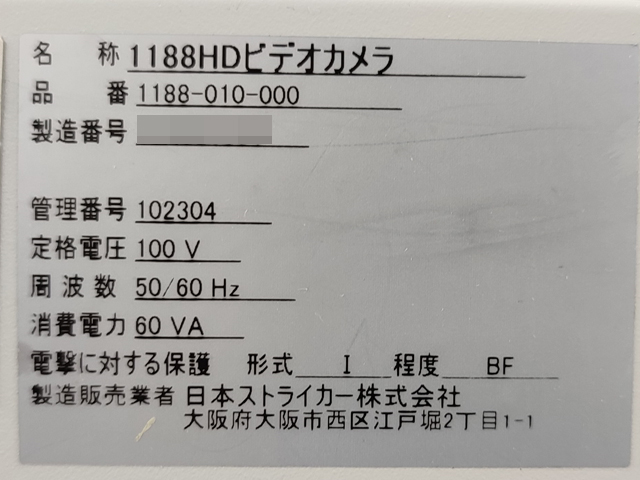 名 称 1188HDビデオカメラ
品 番 1188-010-000
製造番号
管理番号 102304
定格電圧 100 V
周波数 50/60 Hz
消費電力 60 VA
電撃に対する保護 形式 I 程度 BF
製造販売業者 日本ストライカー株式会社
大阪府大阪市西区江戸堀2丁目1-1